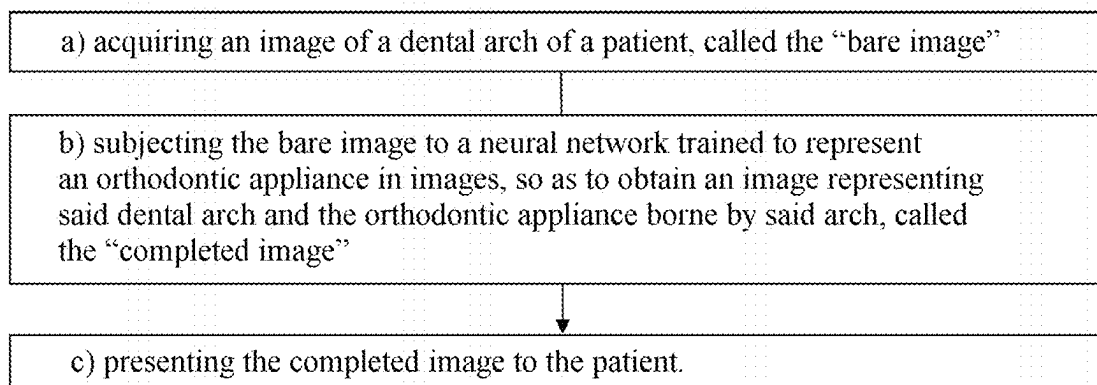 a) acquiring an image of a dental arch of a patient, called the “bare image”
b) subjecting the bare image to a neural network trained to represent
an orthodontic appliance in images, so as to obtain an image representing
said dental arch and the orthodontic appliance borne by said arch, called
the “completed image”
c) presenting the completed image to the patient.